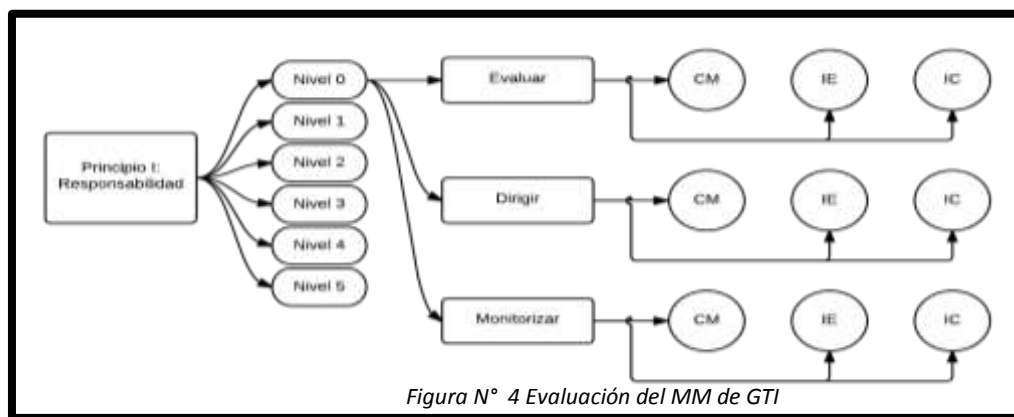 Principio I:
Responsabilidad
Nivel 0
Nivel 1
Nivel 2
Nivel 3
Nivel 4
Nivel 5
Evaluar
CM
IE
IC
Dirigir
CM
IE
IC
Monitorizar
CM
IE
IC
Figura N° 4 Evaluación del MM de GTI